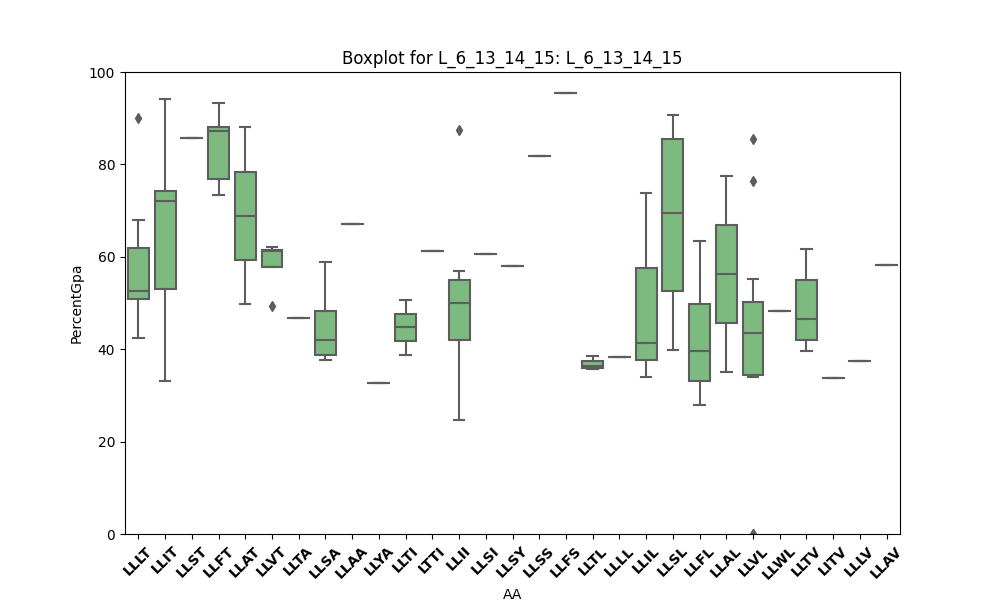 Boxplot for L_6_13_14_15: L_6_13_14_15
100
80
60
40
20
0
PercentGpa
LLLT LLIT LLST LLFT LLAT LLVT LLTA LLSA LLAA LLYA LLTI LTTI LLII LLSI LLSY LLSS LLFS LLTL LLLL LLIL LLSL LLFL LLAL LLVL LLWL LLTV LITV LLLV LLAV
AA